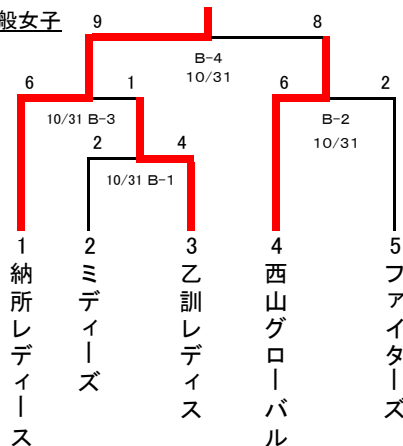 般女子
9 8
B-4
10/31
6 1 6 2
10/31 B-3 B-2
10/31
2 4
10/31 B-1
1 2 3 4 5
納所レディース
ミディーズ
乙訓レディス
西山グローバル
ファイターズ